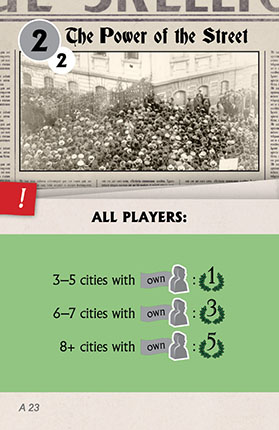 2
2
The Power of the Street
!
ALL PLAYERS:
3–5 cities with own : 1
6–7 cities with own : 3
8+ cities with own : 5
A 23